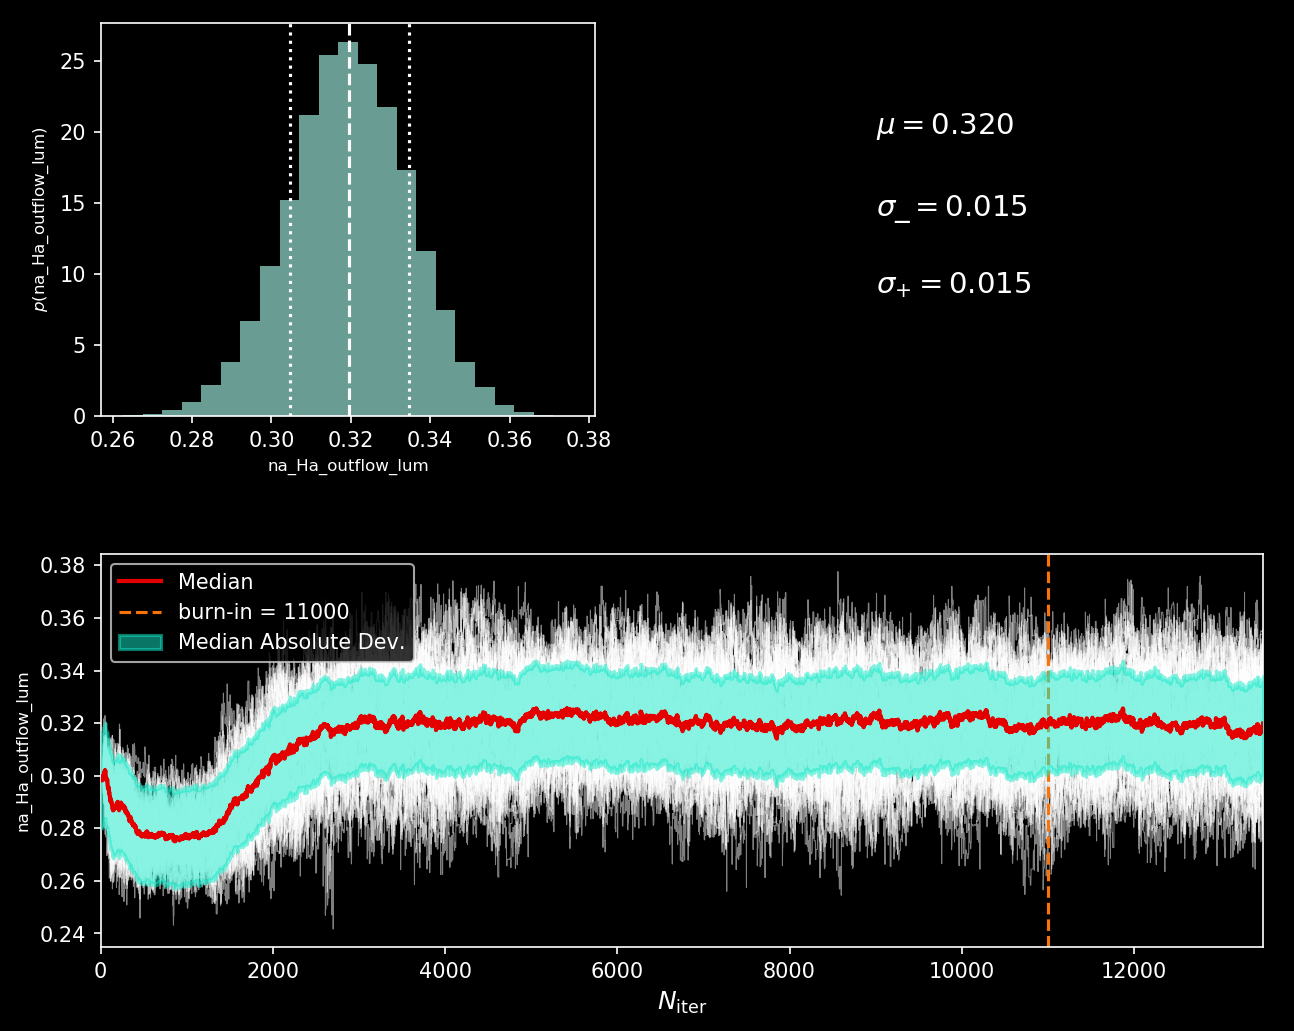 25
20
15
10
5
0
p(na_Ha_outflow_lum)
0.26 0.28 0.30 0.32 0.34 0.36 0.38
na_Ha_outflow_lum
μ = 0.320
σ_ = 0.015
σ+ = 0.015
0.38
0.36
0.34
0.32
0.30
0.28
0.26
0.24
na_Ha_outflow_lum
Median
burn-in = 11000
Median Absolute Dev.
0 2000 4000 6000 8000 10000 12000
Niter